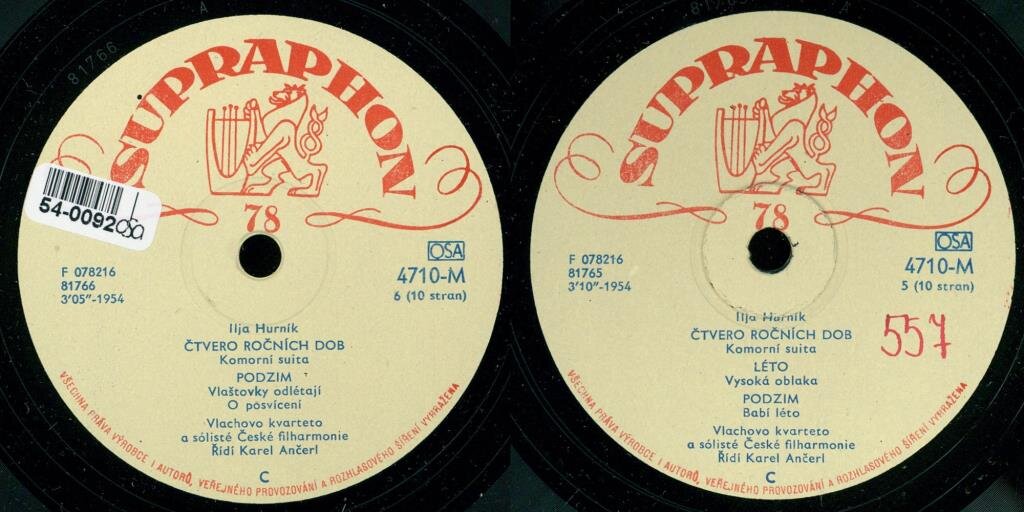 81766
A
SUPRAPHON
78
54-0092
OSA
OSA
F 078216
81766
3'05"-1954
4710-M
6 (10 stran)
Ilja Hurník
ČTVERO ROČNÍCH DOB
Komorní suita
PODZIM
Vlaštovky odlétají
O posvícení
Vlachovo kvarteto
a sólisté České filharmonie
Řídí Karel Ančerl
C
VŠECHNA PRÁVA VÝROBCE I AUTORŮ, VEŘEJNÉHO PROVOZOVÁNÍ A ROZHLASOVÉHO ŠÍŘENÍ VYHRAŽENA
A
SUPRAPHON
78
OSA
F 078216
81765
3'10"-1954
4710-M
5 (10 stran)
557
Ilja Hurník
ČTVERO ROČNÍCH DOB
Komorní suita
LÉTO
Vysoká oblaka
PODZIM
Babí léto
Vlachovo kvarteto
a sólisté České filharmonie
Řídí Karel Ančerl
C
VŠECHNA PRÁVA VÝROBCE I AUTORŮ, VEŘEJNÉHO PROVOZOVÁNÍ A ROZHLASOVÉHO ŠÍŘENÍ VYHRAŽENA